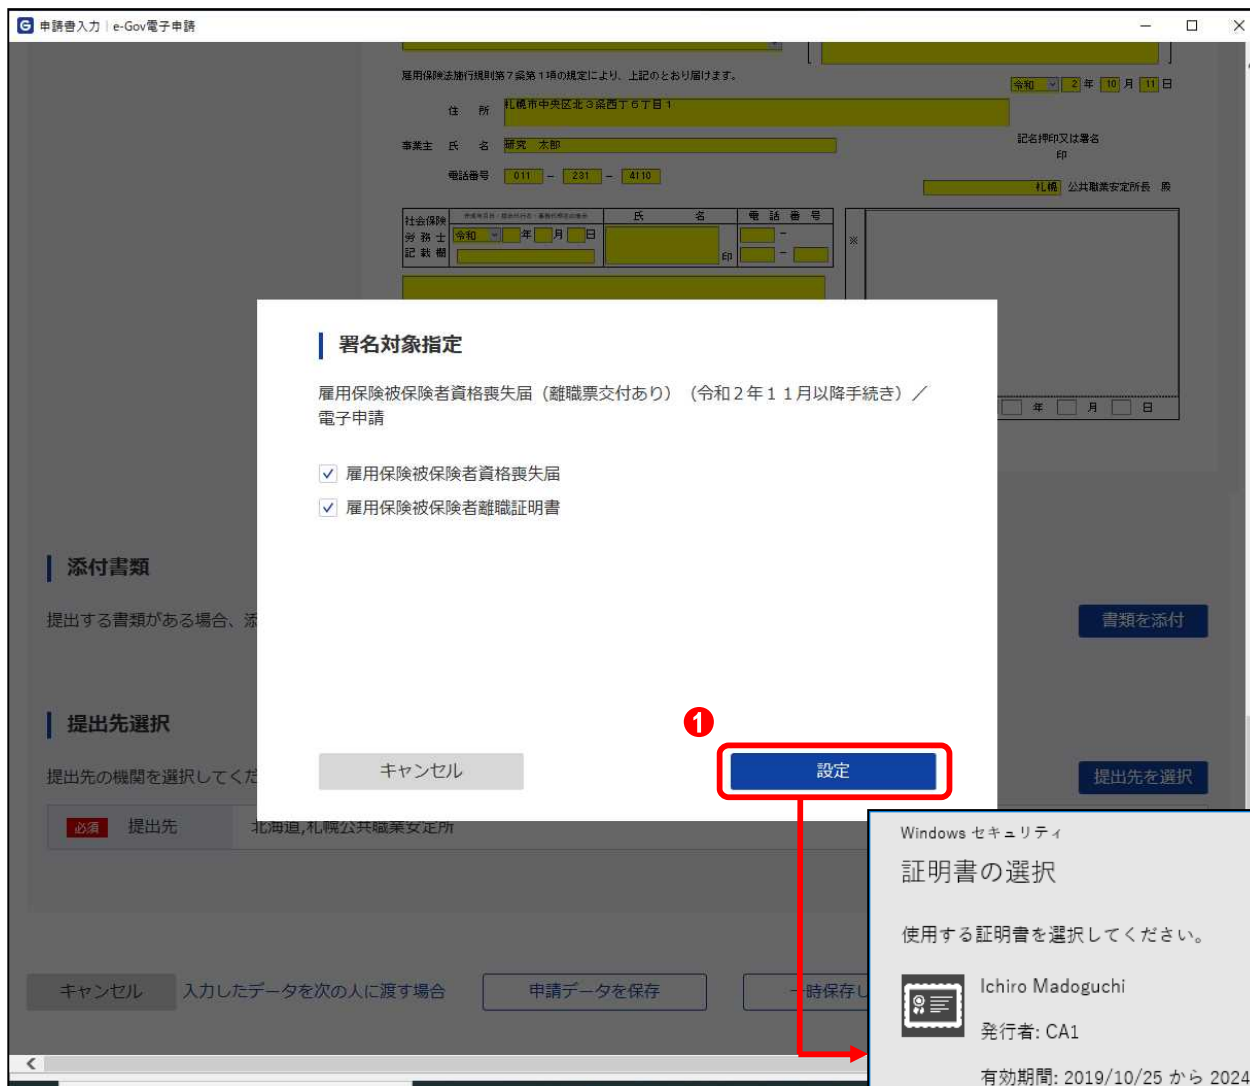 申請書入力 | e-Gov電子申請
雇用保険法施行規則第7条第1項の規定により、上記のとおり届けます。
令和 2 年 10 月 11 日
住 所 札幌市中央区北3条西丁6丁目1
記名押印又は署名
事業主 氏 名 研究 太郎
印
電話番号 011 - 231 - 4110
札幌 公共職業安定所長 殿
社会保険 氏 名 電 話 番 号
労 務 士 令和 年 月 日 - ※
記 載 欄 印 -
署名対象指定
雇用保険被保険者資格喪失届（離職票交付あり）（令和2年11月以降手続き）／
電子申請
年 月 日
雇用保険被保険者資格喪失届
雇用保険被保険者離職証明書
添付書類
提出する書類がある場合、添
書類を添付
1
提出先選択
キャンセル 設定
提出先の機関を選択してくだ
提出先を選択
必須 提出先 北海道,札幌公共職業安定所
Windows セキュリティ
証明書の選択
使用する証明書を選択してください。
キャンセル 入力したデータを次の人に渡す場合 申請データを保存 一時保存し
Ichiro Madoguchi
発行者: CA1
有効期間: 2019/10/25 から 2024